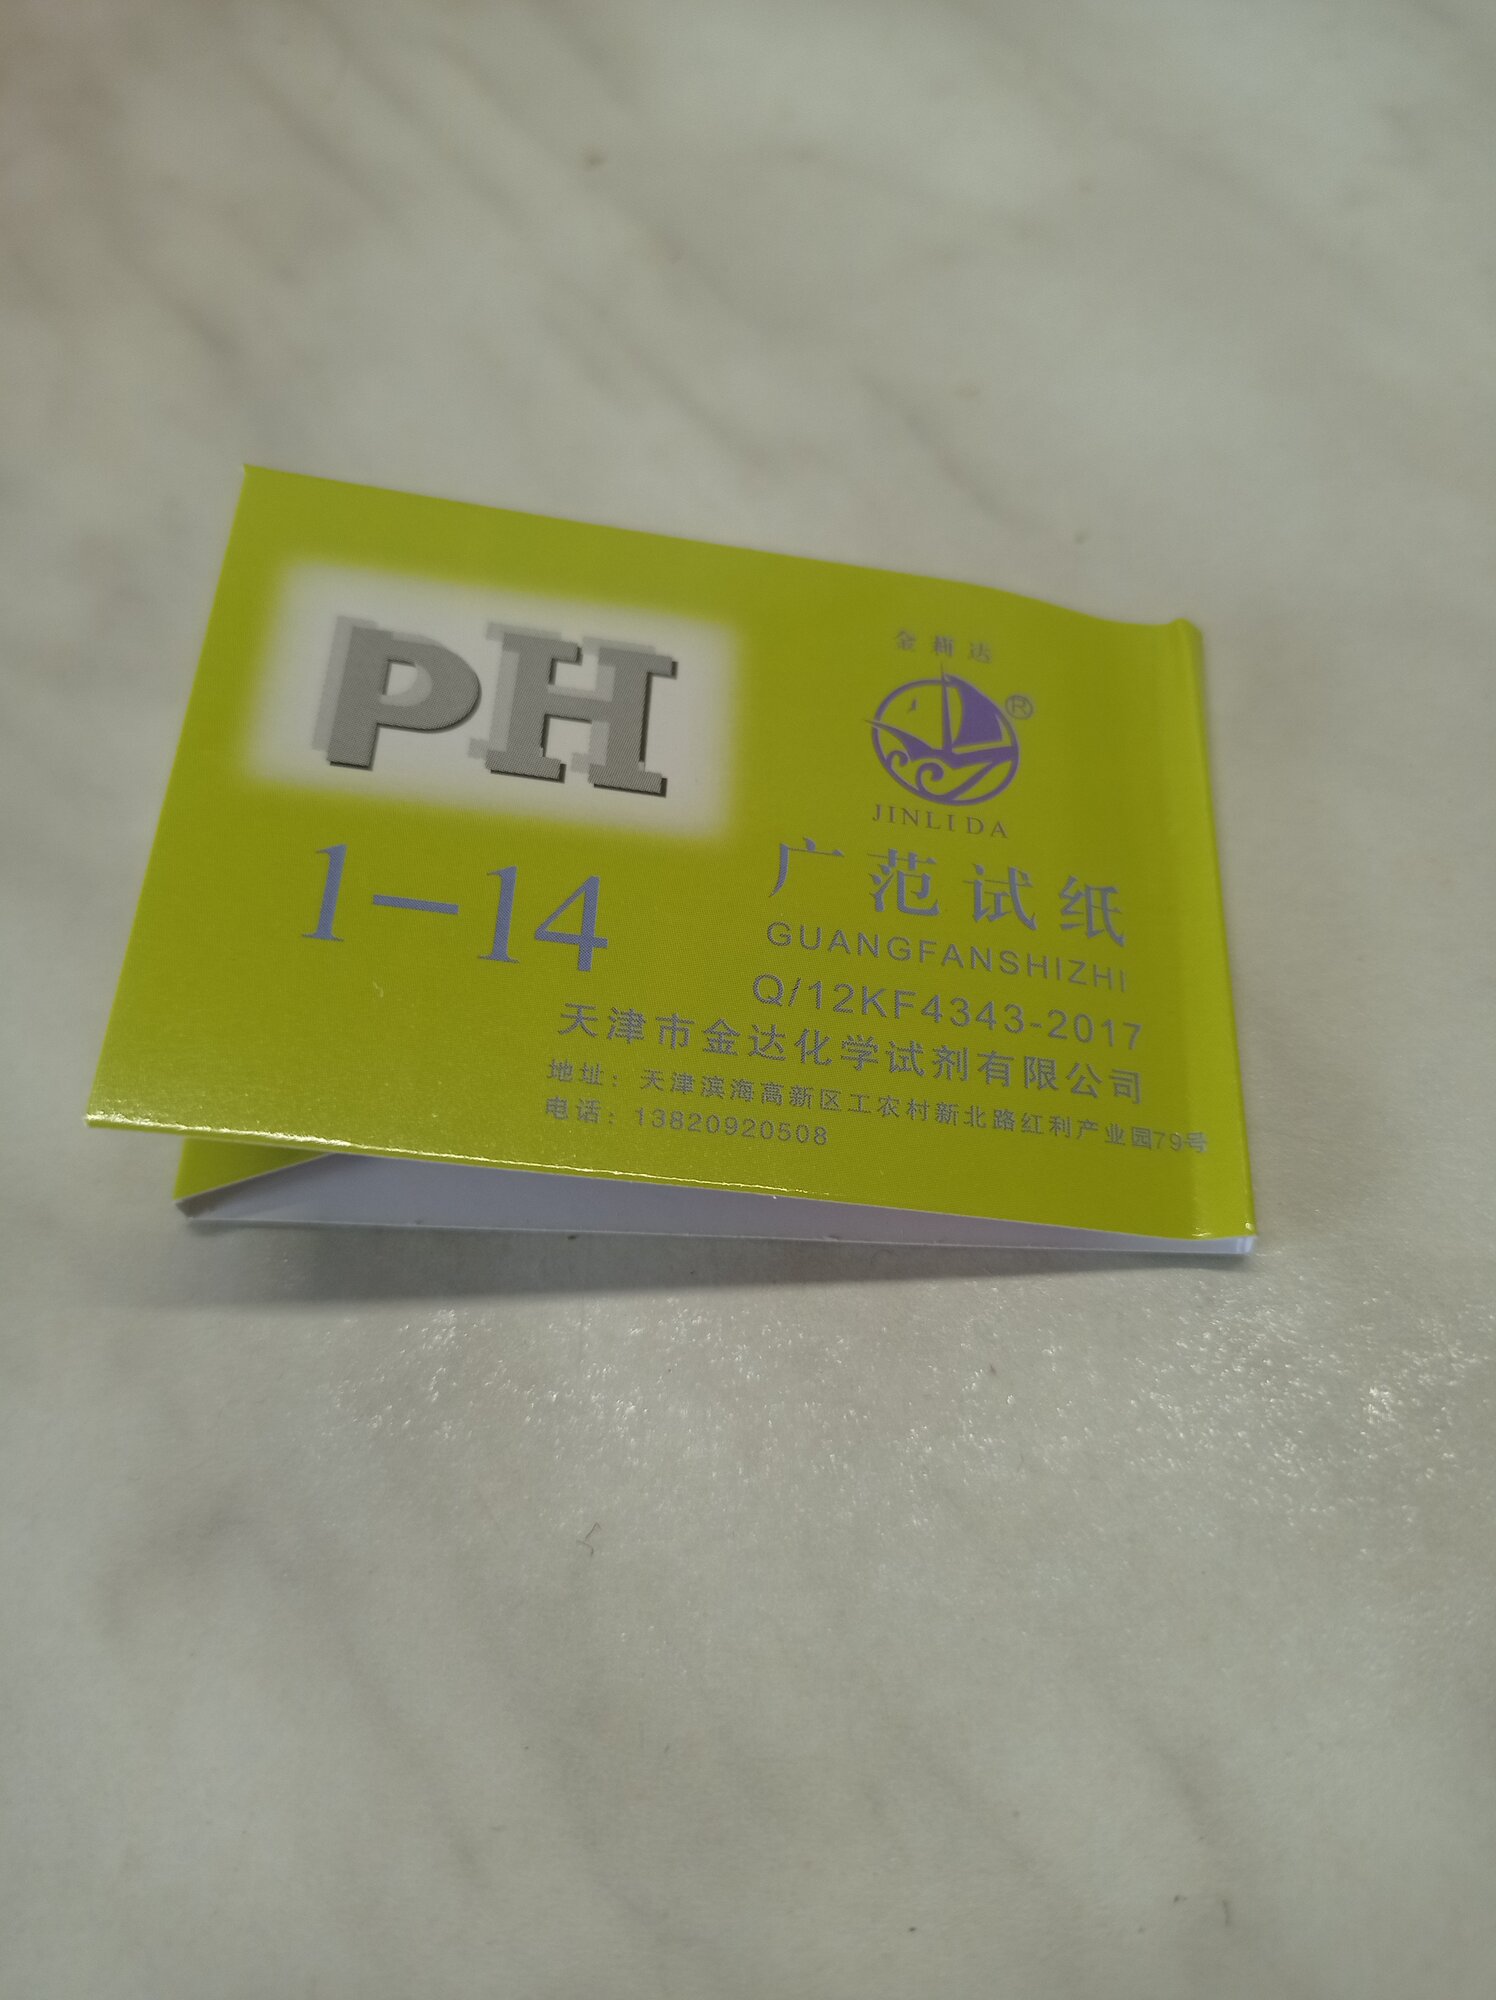 PH
1—14
金莉达
®
JINLIDA
广范试纸
GUANGFANSHIZHI
Q/12KF4343-2017
天津市金达化学试剂有限公司
地址：天津滨海高新区工农村新北路红利产业园79号
电话：13820920508